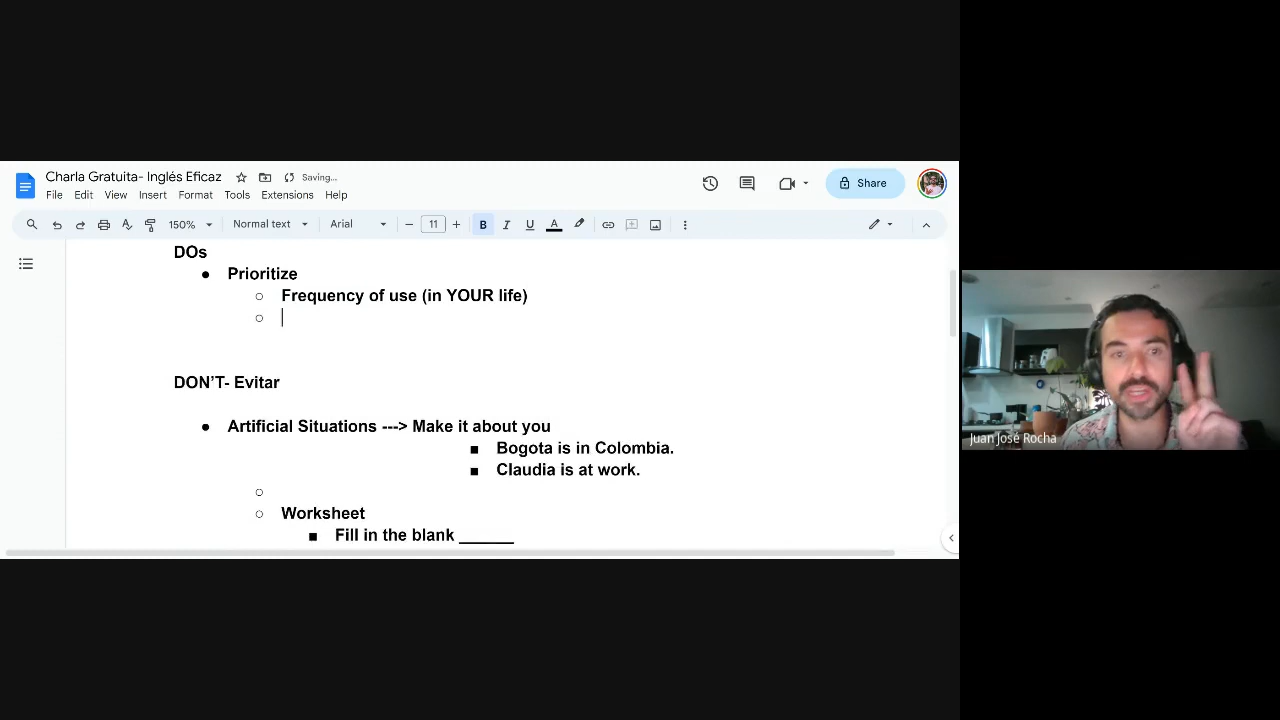 Charla Gratuita- Inglés Eficaz
Saving...
Share
File Edit View Insert Format Tools Extensions Help
150% Normal text Arial 11 B I U A
DOs
Prioritize
Frequency of use (in YOUR life)
DON'T- Evitar
Artificial Situations ---> Make it about you
Bogota is in Colombia.
Claudia is at work.
Worksheet
Fill in the blank ______
Juan José Rocha